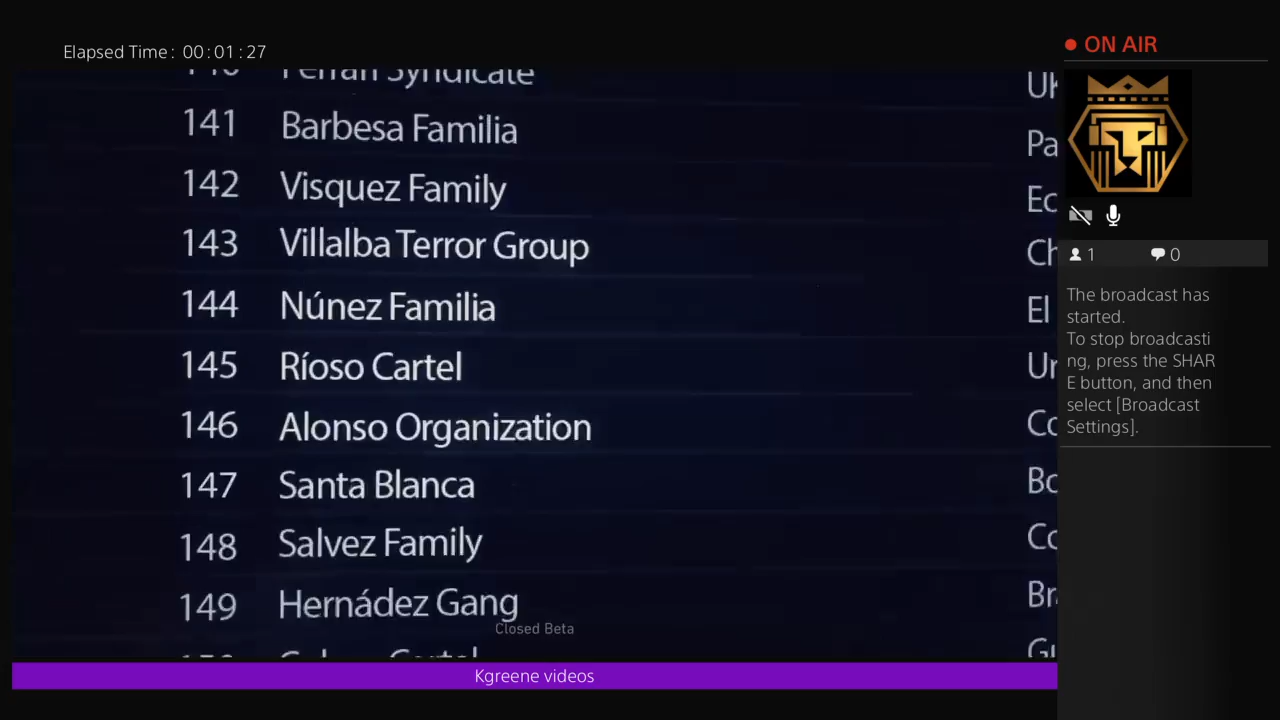 Elapsed Time: 00:01:27
ON AIR
Syndicate
141 Barbesa Familia
142 Visquez Family
143 Villalba Terror Group
144 Núnez Familia
145 Ríoso Cartel
146 Alonso Organization
147 Santa Blanca
148 Salvez Family
149 Hernádez Gang
Closed Beta
Kgreene videos
1 0
The broadcast has
started.
To stop broadcasti
ng, press the SHAR
E button, and then
select [Broadcast
Settings].